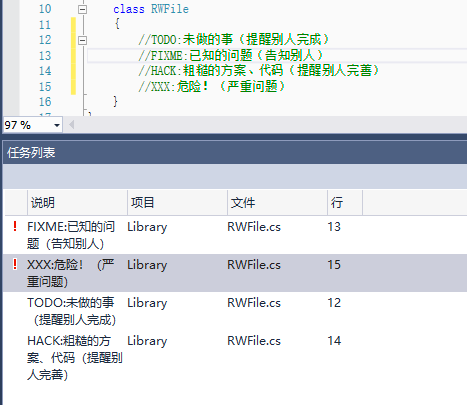 10 class RWFile
11 {
12 //TODO:未做的事（提醒别人完成）
13 //FIXME:已知的问题（告知别人）
14 //HACK:粗糙的方案、代码（提醒别人完善）
15 //XXX:危险！（严重问题）
16 }
17 }
97 %
任务列表
说明 项目 文件 行
! FIXME:已知的问 Library RWFile.cs 13
题（告知别人）
! XXX:危险！（严 Library RWFile.cs 15
重问题）
TODO:未做的事 Library RWFile.cs 12
（提醒别人完成）
HACK:粗糙的方 Library RWFile.cs 14
案、代码（提醒别
人完善）